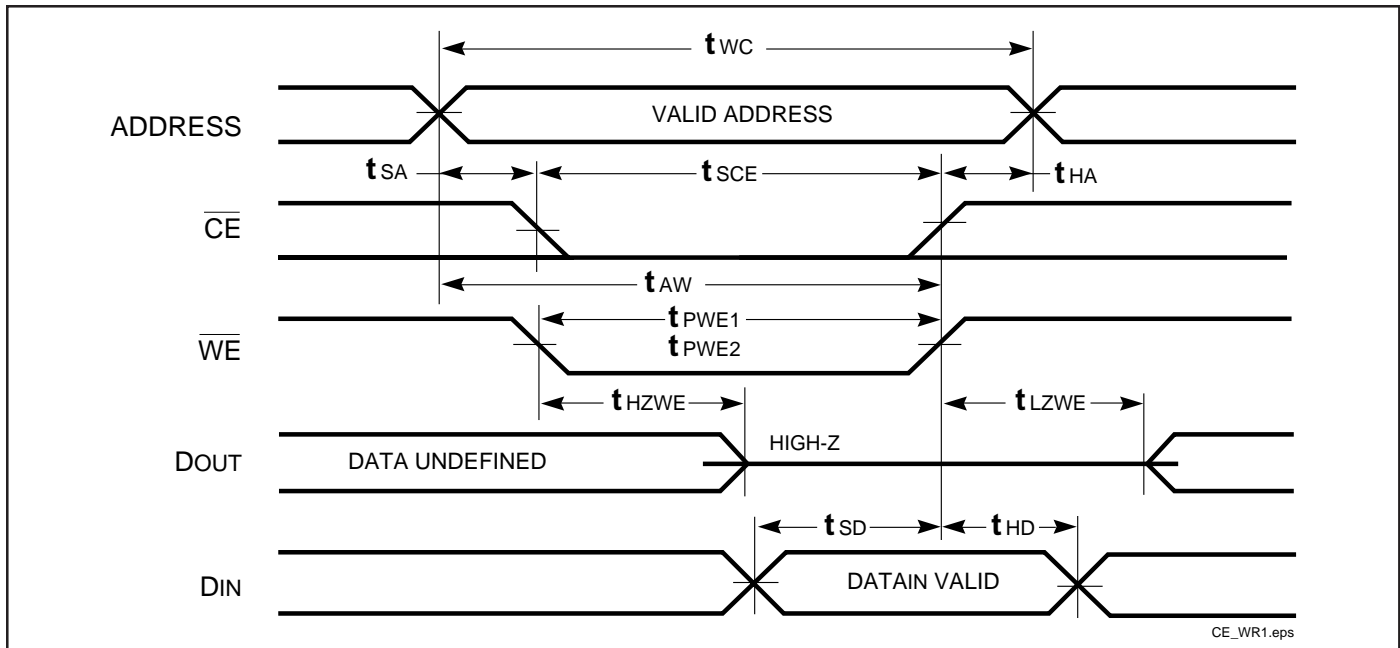 tWC
ADDRESS
VALID ADDRESS
tSA
tSCE
tHA
CE
tAW
tPWE1
WE
tPWE2
tHZWE
tLZWE
HIGH-Z
DOUT
DATA UNDEFINED
tSD
tHD
DIN
DATAIN VALID
CE_WR1.eps